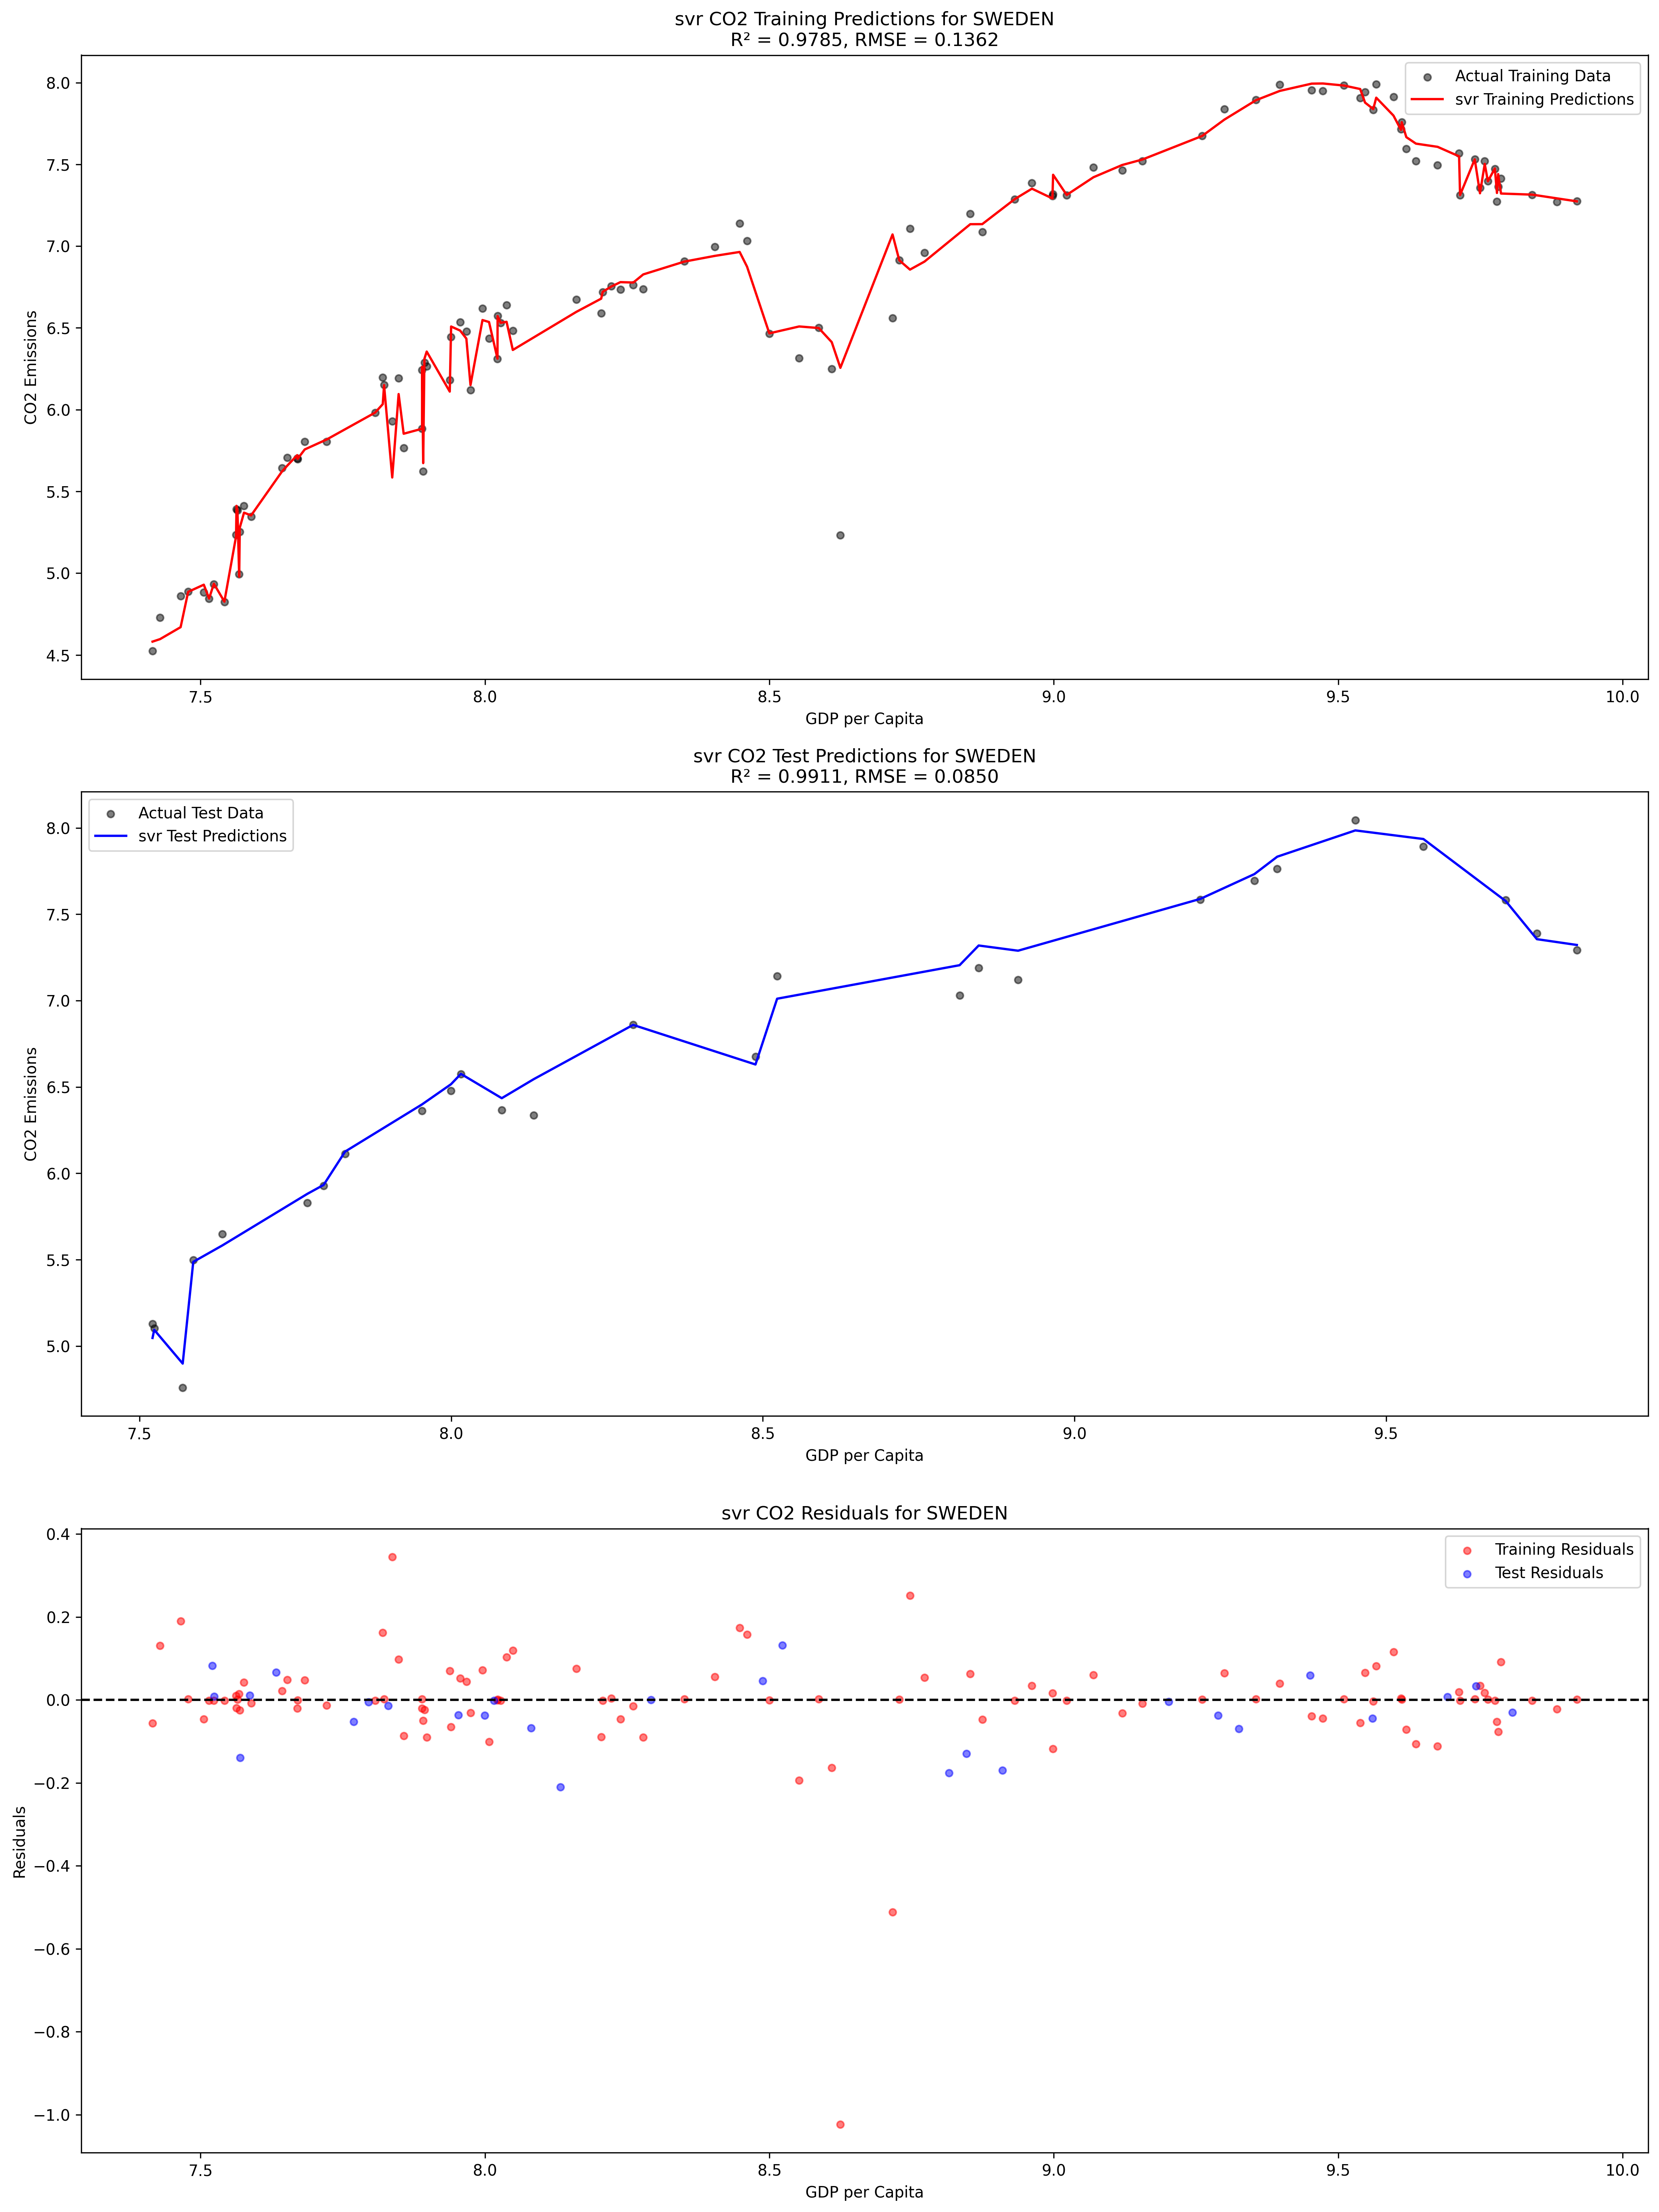 svr CO2 Training Predictions for SWEDEN
R² = 0.9785, RMSE = 0.1362
Actual Training Data
svr Training Predictions
CO2 Emissions
8.0
7.5
7.0
6.5
6.0
5.5
5.0
4.5
7.5 8.0 8.5 9.0 9.5 10.0
GDP per Capita
svr CO2 Test Predictions for SWEDEN
R² = 0.9911, RMSE = 0.0850
Actual Test Data
svr Test Predictions
CO2 Emissions
8.0
7.5
7.0
6.5
6.0
5.5
5.0
7.5 8.0 8.5 9.0 9.5
GDP per Capita
svr CO2 Residuals for SWEDEN
Training Residuals
Test Residuals
Residuals
0.4
0.2
0.0
−0.2
−0.4
−0.6
−0.8
−1.0
7.5 8.0 8.5 9.0 9.5 10.0
GDP per Capita